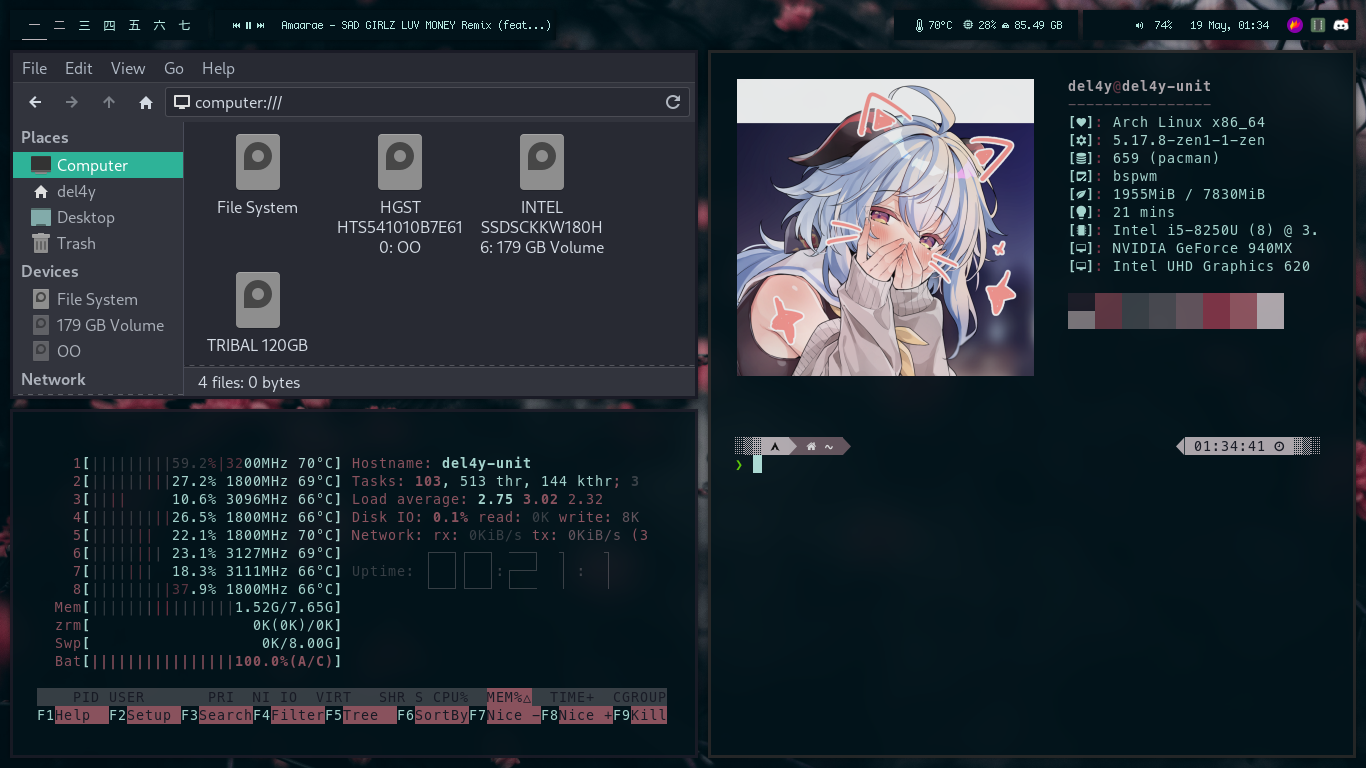 一 二 三 四 五 六 七
Amaarae - SAD GIRLZ LUV MONEY Remix (feat...)
70°C 28% 85.49 GB
74% 19 May, 01:34
File Edit View Go Help
computer:///
Places
Computer
del4y
Desktop
Trash
Devices
File System
179 GB Volume
OO
Network
File System
HGST
HTS541010B7E61
0: OO
INTEL
SSDSCKKW180H
6: 179 GB Volume
TRIBAL 120GB
4 files: 0 bytes
1[|||||||||59.2%|3200MHz 70°C]
2[|||||||||27.2% 1800MHz 69°C]
3[|||| 10.6% 3096MHz 66°C]
4[|||||||||26.5% 1800MHz 66°C]
5[||||||| 22.1% 1800MHz 70°C]
6[|||||||| 23.1% 3127MHz 69°C]
7[||||||| 18.3% 3111MHz 66°C]
8[|||||||||37.9% 1800MHz 66°C]
Mem[||||||||||||||||1.52G/7.65G]
zrm[ 0K(0K)/0K]
Swp[ 0K/8.00G]
Bat[||||||||||||||||100.0%(A/C)]
Hostname: del4y-unit
Tasks: 103, 513 thr, 144 kthr; 3
Load average: 2.75 3.02 2.32
Disk IO: 0.1% read: 0K write: 8K
Network: rx: 0KiB/s tx: 0KiB/s (3
Uptime: 00:21:1
PID USER PRI NI IO VIRT SHR S CPU% MEM%△ TIME+ CGROUP
F1Help F2Setup F3SearchF4FilterF5Tree F6SortByF7Nice -F8Nice +F9Kill
del4y@del4y-unit
----------------
[♥]: Arch Linux x86_64
[]: 5.17.8-zen1-1-zen
[]: 659 (pacman)
[]: bspwm
[]: 1955MiB / 7830MiB
[]: 21 mins
[]: Intel i5-8250U (8) @ 3.
[]: NVIDIA GeForce 940MX
[]: Intel UHD Graphics 620
~ 01:34:41
❯